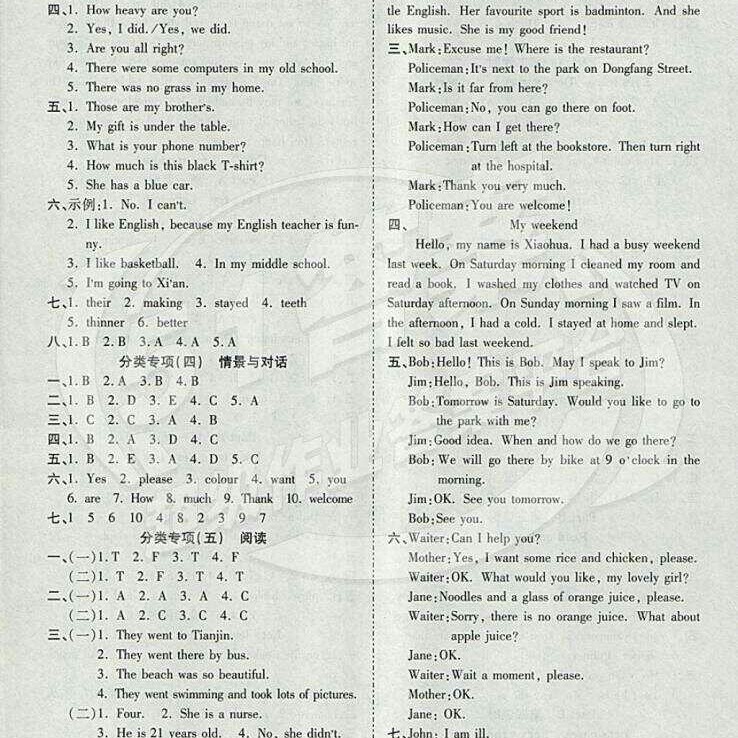 四、1. How heavy are you?
2. Yes, I did. /Yes, we did.
3. Are you all right?
4. There were some computers in my old school.
5. There was no grass in my home.
五、1. Those are my brother's.
2. My gift is under the table.
3. What is your phone number?
4. How much is this black T-shirt?
5. She has a blue car.
六、示例:1. No. I can't.
2. I like English, because my English teacher is fun-
ny.
3. I like basketball. 4. In my middle school.
5. I'm going to Xi'an.
七、1. their 2. making 3. stayed 4. teeth
5. thinner 6. better
八、1. B 2. B 3. A 4. A 5. A
分类专项(四) 情景与对话
一、1. B 2. A 3. B 4. B
二、1. B 2. D 3. E 4. C 5. A
三、1. C 2. C 3. A 4. B
四、1. B 2. A 3. D 4. C
五、1. B 2. E 3. A 4. D 5. C
六、1. Yes 2. please 3. colour 4. want 5. you
6. are 7. How 8. much 9. Thank 10. welcome
七、1 5 6 10 4 8 2 3 9 7
分类专项(五) 阅读
一、(一)1. T 2. F 3. T 4. F
(二)1. T 2. F 3. F 4. T
二、(一)1. A 2. A 3. C 4. A
(二)1. A 2. C 3. C 4. C
三、(一)1. They went to Tianjin.
2. They went there by bus.
3. The beach was so beautiful.
4. They went swimming and took lots of pictures.
(二)1. Four. 2. She is a nurse.
3. He is 21 years old. 4. No, she didn't.
tle English. Her favourite sport is badminton. And she
likes music. She is my good friend!
三、Mark:Excuse me! Where is the restaurant?
Policeman:It's next to the park on Dongfang Street.
Mark:Is it far from here?
Policeman:No, you can go there on foot.
Mark:How can I get there?
Policeman:Turn left at the bookstore. Then turn right
at the hospital.
Mark:Thank you very much.
Policeman:You are welcome!
四、 My weekend
Hello, my name is Xiaohua. I had a busy weekend
last week. On Saturday morning I cleaned my room and
read a book. I washed my clothes and watched TV on
Saturday afternoon. On Sunday morning I saw a film. In
the afternoon, I had a cold. I stayed at home and slept.
I felt so bad last weekend.
五、Bob:Hello! This is Bob. May I speak to Jim?
Jim:Hello, Bob. This is Jim speaking.
Bob:Tomorrow is Saturday. Would you like to go to
the park with me?
Jim:Good idea. When and how do we go there?
Bob: We will go there by bike at 9 o'clock in the
morning.
Jim:OK. See you tomorrow.
Bob:See you.
六、Waiter:Can I help you?
Mother:Yes, I want some rice and chicken, please.
Waiter:OK. What would you like, my lovely girl?
Jane:Noodles and a glass of orange juice, please.
Waiter:Sorry, there is no orange juice. What about
apple juice?
Jane:OK.
Waiter:Wait a moment, please.
Mother:OK.
Jane:OK.
七、John:I am ill.